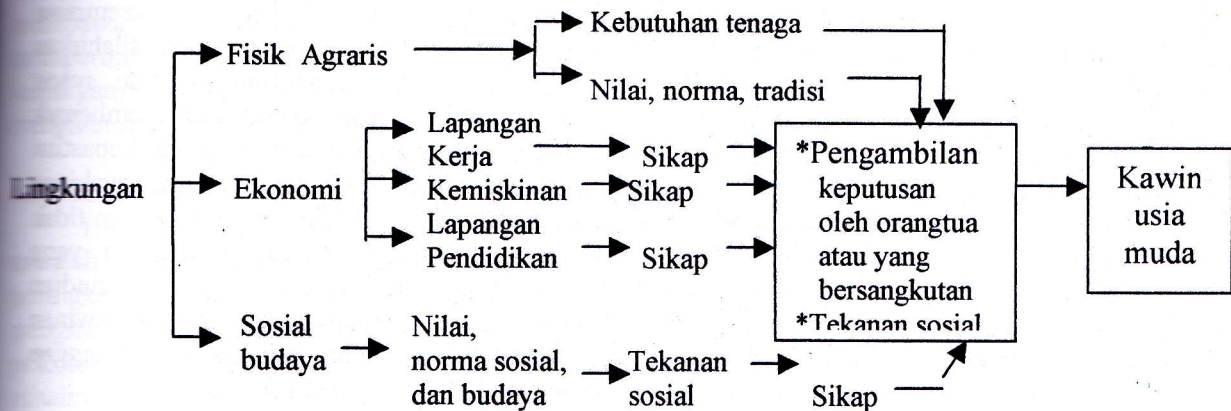 Kebutuhan tenaga
Fisik Agraris
Nilai, norma, tradisi
Lapangan
Kerja
Sikap
Kemiskinan
Sikap
Lapangan
Pendidikan
Sikap
Lingkungan
Ekonomi
*Pengambilan
keputusan
oleh orangtua
atau yang
bersangkutan
*Tekanan sosial
Kawin
usia
muda
Sosial
budaya
Nilai,
norma sosial,
dan budaya
Tekanan
sosial
Sikap